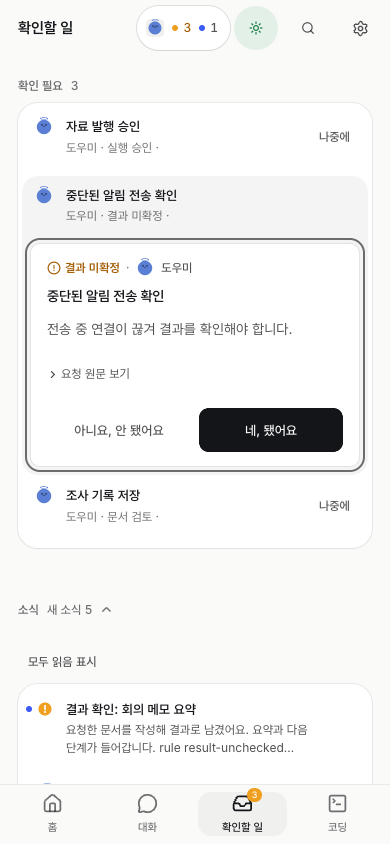 확인할 일
3
1
확인 필요 3
자료 발행 승인
도우미 · 실행 승인 ·
나중에
중단된 알림 전송 확인
도우미 · 결과 미확정 ·
결과 미확정 · 도우미
중단된 알림 전송 확인
전송 중 연결이 끊겨 결과를 확인해야 합니다.
요청 원문 보기
아니요, 안 됐어요
네, 됐어요
조사 기록 저장
도우미 · 문서 검토 ·
나중에
소식 새 소식 5
모두 읽음 표시
결과 확인: 회의 메모 요약
요청한 문서를 작성해 결과로 남겼어요. 요약과 다음
단계가 들어갑니다. rule result-unchecked...
3
홈
대화
확인할 일
코딩